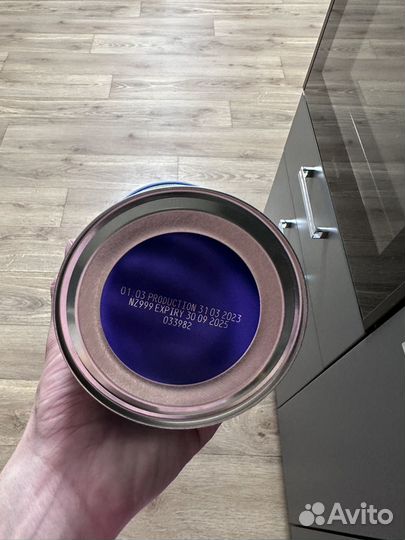 01:03 PRODUCTION 31 03 2023
NZ999 EXPIRY 30 09 2025
033982
Avito